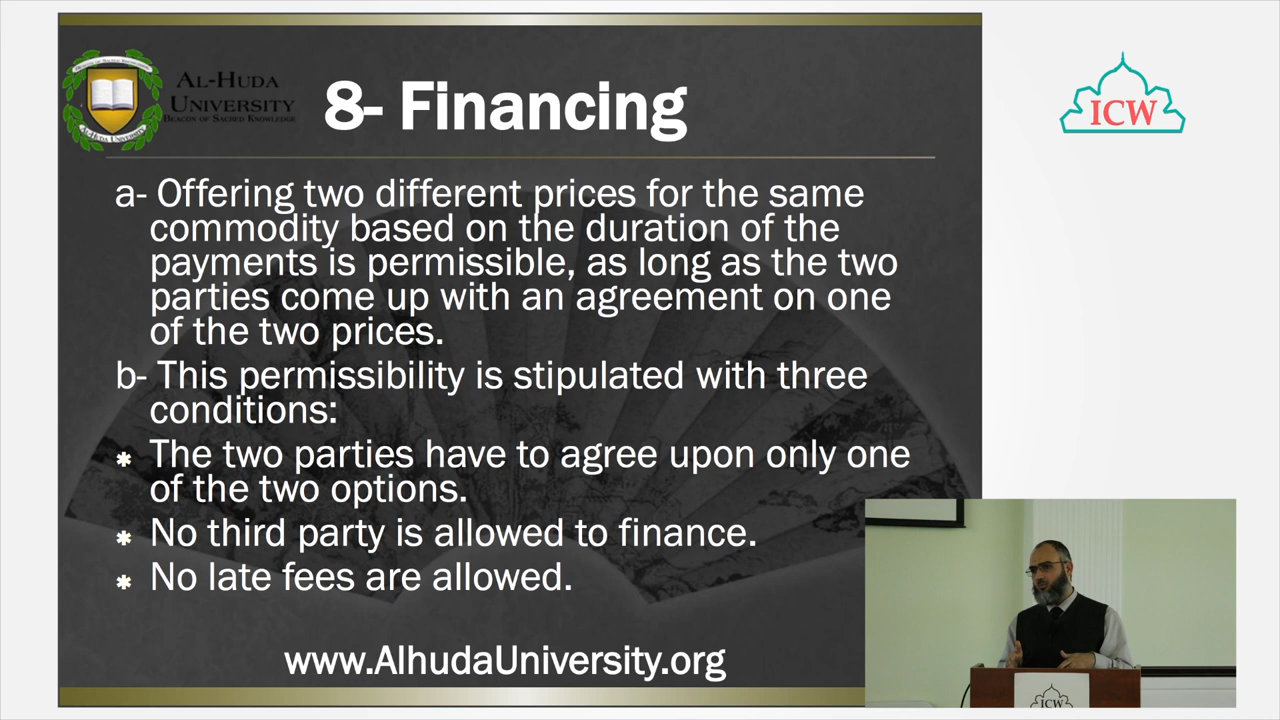 AL-HUDA
UNIVERSITY
BEACON OF SACRED KNOWLEDGE
AL-HUDA UNIVERSITY
8- Financing
ICW
a- Offering two different prices for the same
commodity based on the duration of the
payments is permissible, as long as the two
parties come up with an agreement on one
of the two prices.
b- This permissibility is stipulated with three
conditions:
* The two parties have to agree upon only one
of the two options.
* No third party is allowed to finance.
* No late fees are allowed.
www.AlhudaUniversity.org
ICW